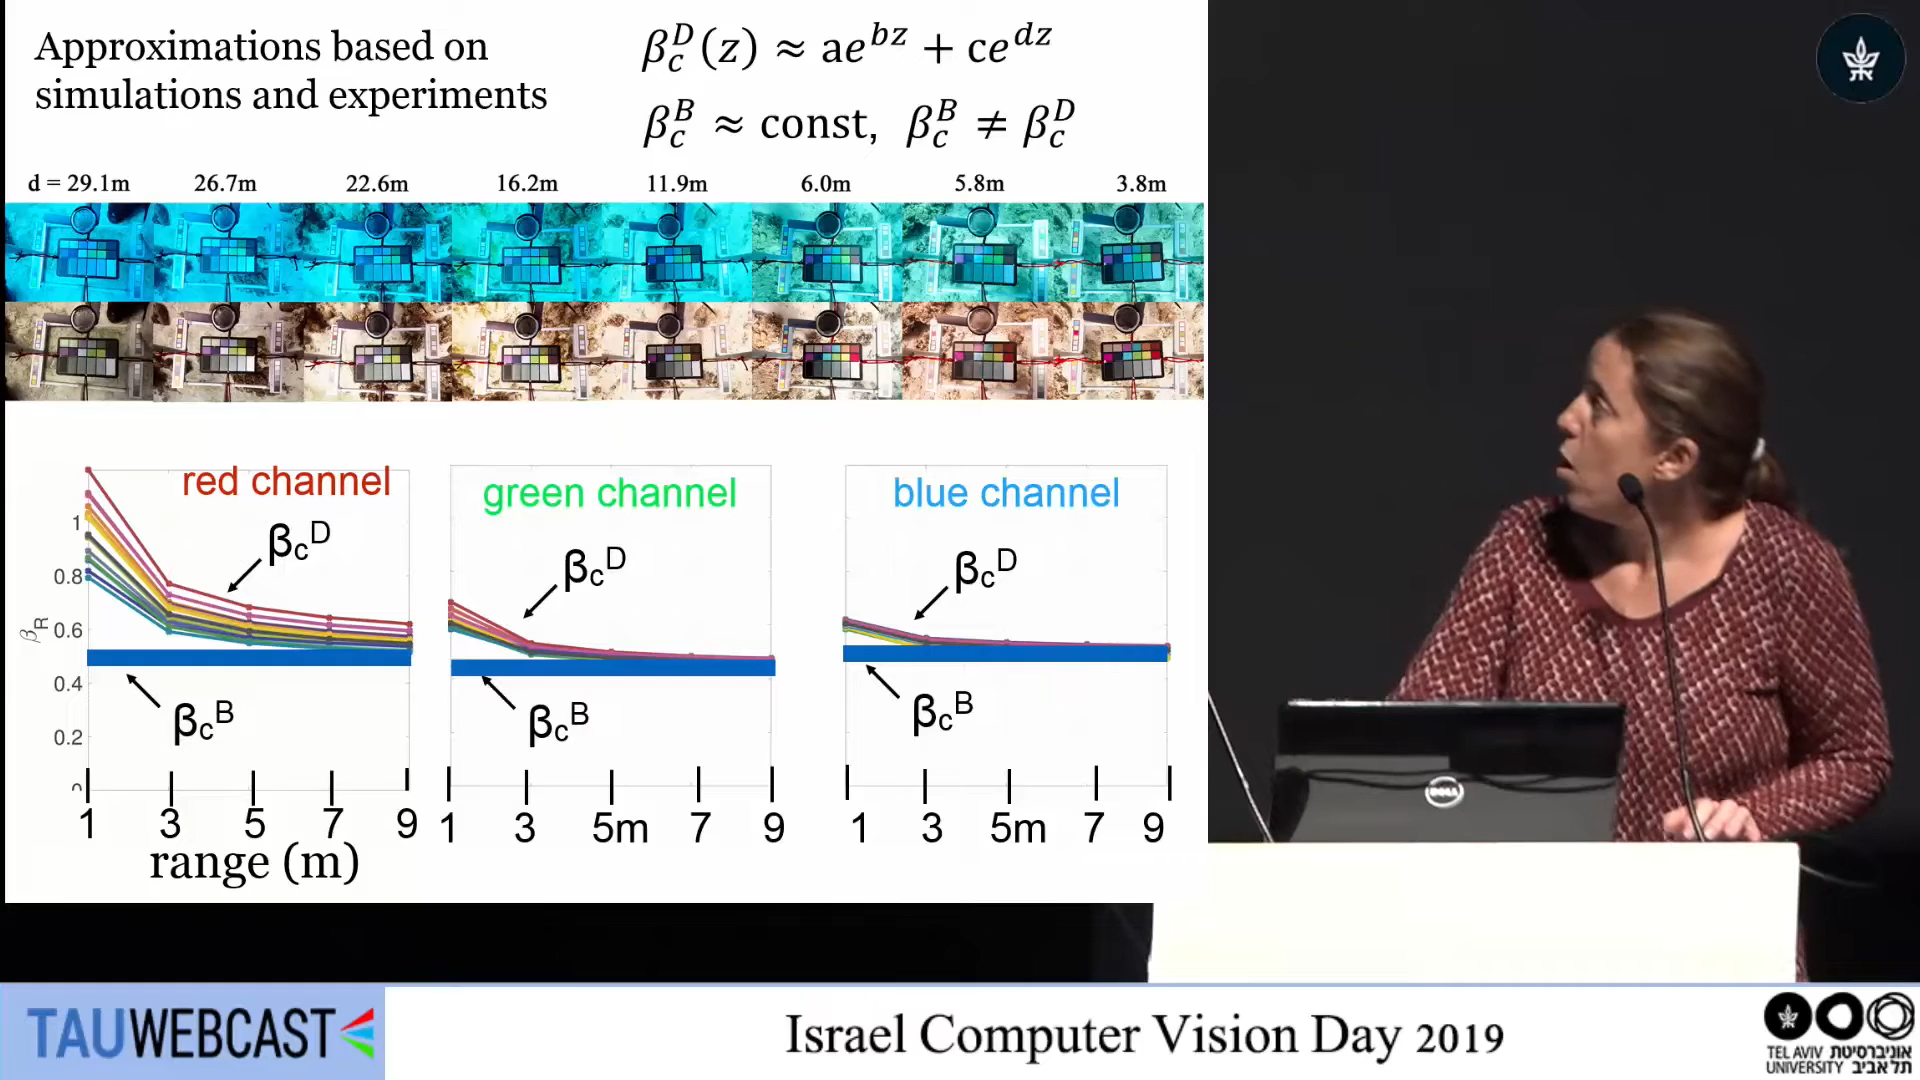 Approximations based on
simulations and experiments
β_c^D(z) ≈ ae^{bz} + ce^{dz}
β_c^B ≈ const, β_c^B ≠ β_c^D
d = 29.1m 26.7m 22.6m 16.2m 11.9m 6.0m 5.8m 3.8m
red channel
β_c^D
β_R
1
0.8
0.6
0.4
0.2
0
β_c^B
1 3 5 7 9
range (m)
green channel
β_c^D
β_c^B
1 3 5m 7 9
blue channel
β_c^D
β_c^B
1 3 5m 7 9
DELL
TAUWEBCAST
Israel Computer Vision Day 2019
TEL AVIV אוניברסיטת
UNIVERSITY תל אביב